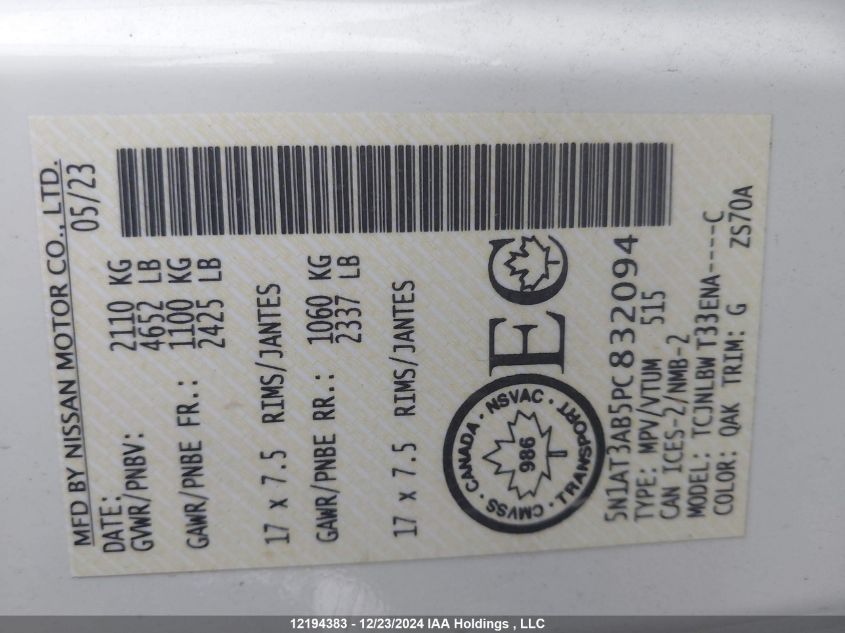 MFD BY NISSAN MOTOR CO., LTD.
DATE: 05/23
GVWR/PNBV: 2110 KG
4652 LB
GAWR/PNBE FR.: 1100 KG
2425 LB
17 x 7.5 RIMS/JANTES
GAWR/PNBE RR.: 1060 KG
2337 LB
17 x 7.5 RIMS/JANTES
CMVSS · CANADA · NSVAC · TRANSPORT ·
986
EC
5N1AT3AB5PC832094
TYPE: MPV/VTUM 515
CAN ICES-2/NMB-2
MODEL: TCJNLBW T33ENA----C
COLOR: QAK TRIM: G ZS70A
12194383 - 12/23/2024 IAA Holdings , LLC